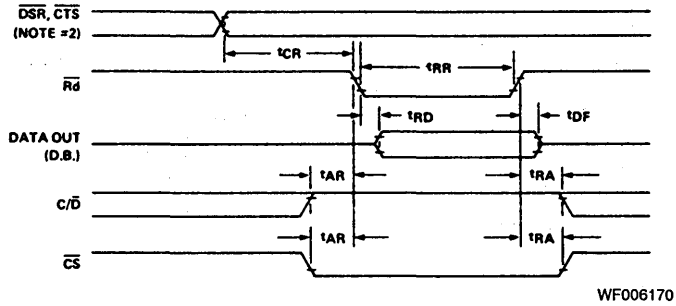 DSR, CTS
(NOTE #2)
tCR
Rd
tRR
tRD
tDF
DATA OUT
(D.B.)
tAR
tRA
C/D
tAR
tRA
CS
WF006170